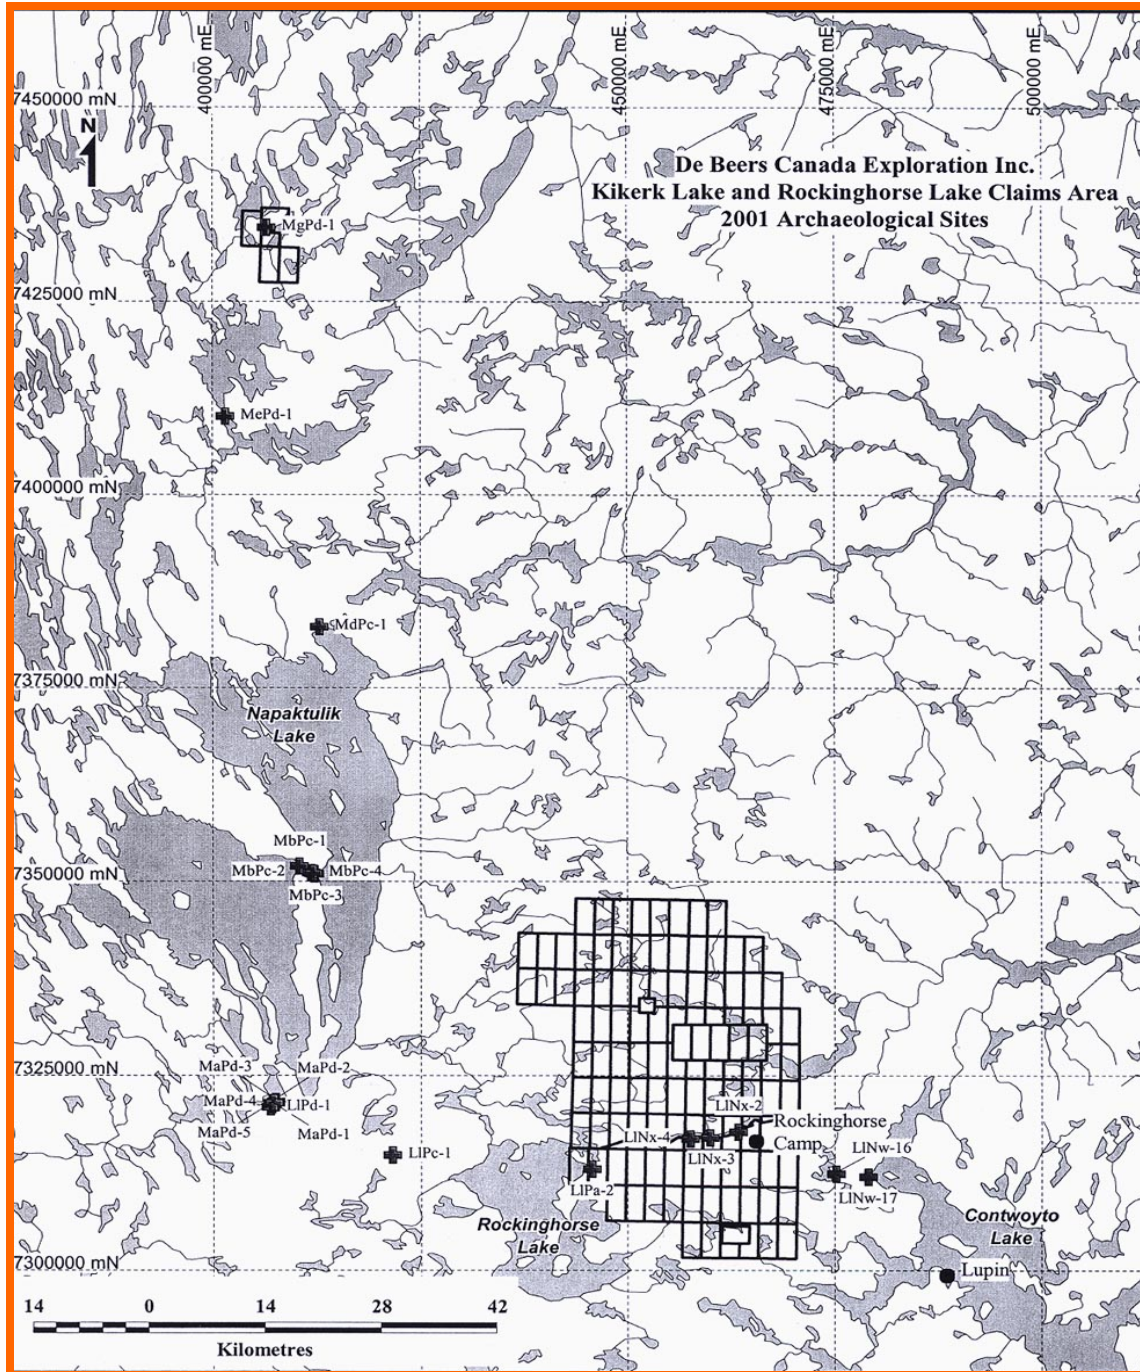 400000 mE
450000 mE
475000 mE
500000 mE
7450000 mN
N
De Beers Canada Exploration Inc.
Kikerk Lake and Rockinghorse Lake Claims Area
2001 Archaeological Sites
MgPd-1
7425000 mN
MePd-1
7400000 mN
MdPc-1
7375000 mN
Napaktulik
Lake
MbPc-1
MbPc-2
MbPc-4
7350000 mN
MbPc-3
7325000 mN
MaPd-3
MaPd-2
MaPd-4
LlPd-1
MaPd-5
MaPd-1
LlPc-1
LlNx-2
LlNx-4
Rockinghorse
Camp
LlNx-3
LlNw-16
LlPa-2
LlNw-17
Rockinghorse
Lake
Contwoyto
Lake
7300000 mN
Lupin
14 0 14 28 42
Kilometres